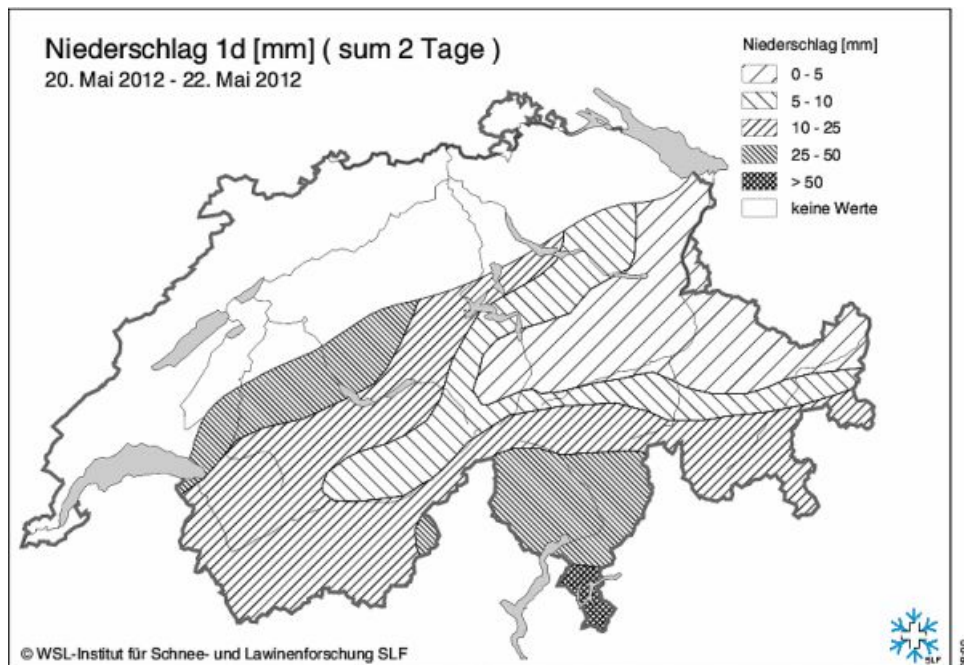 Niederschlag 1d [mm] ( sum 2 Tage )
20. Mai 2012 - 22. Mai 2012
Niederschlag [mm]
0 - 5
5 - 10
10 - 25
25 - 50
> 50
keine Werte
© WSL-Institut für Schnee- und Lawinenforschung SLF
SLF